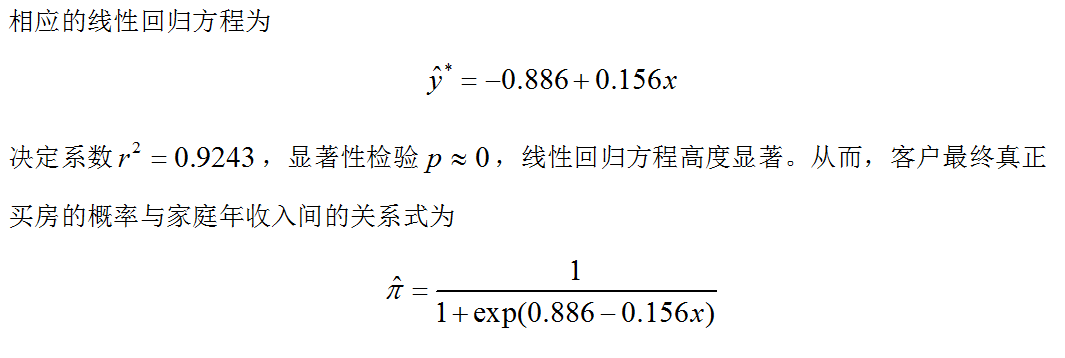 相应的线性回归方程为
ŷ* = −0.886 + 0.156x
决定系数 r² = 0.9243，显著性检验 p ≈ 0，线性回归方程高度显著。从而，客户最终真正
买房的概率与家庭年收入间的关系式为
π̂ = 1 / (1 + exp(0.886 − 0.156x))